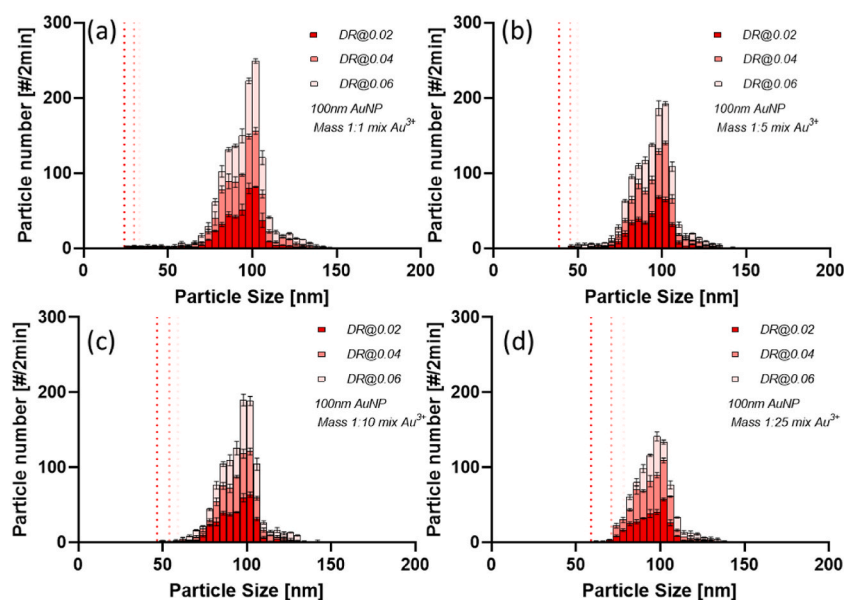 (a)
300
200
100
0
Particle number [#/2min]
DR@0.02
DR@0.04
DR@0.06
100nm AuNP
Mass 1:1 mix Au³⁺
0 50 100 150 200
Particle Size [nm]
(b)
300
200
100
0
Particle number [#/2min]
DR@0.02
DR@0.04
DR@0.06
100nm AuNP
Mass 1:5 mix Au³⁺
0 50 100 150 200
Particle Size [nm]
(c)
300
200
100
0
Particle number [#/2min]
DR@0.02
DR@0.04
DR@0.06
100nm AuNP
Mass 1:10 mix Au³⁺
0 50 100 150 200
Particle Size [nm]
(d)
300
200
100
0
Particle number [#/2min]
DR@0.02
DR@0.04
DR@0.06
100nm AuNP
Mass 1:25 mix Au³⁺
0 50 100 150 200
Particle Size [nm]